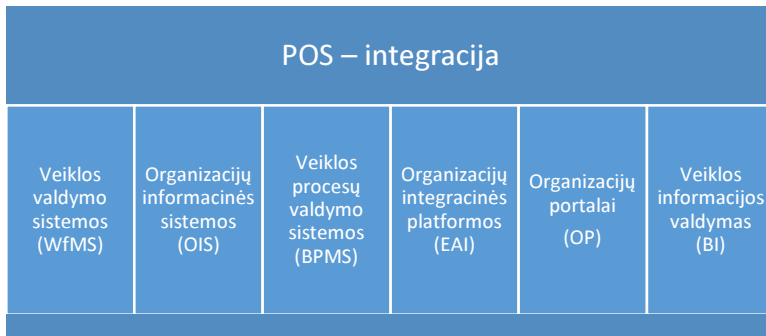 POS – integracija
Veiklos
valdymo
sistemos
(WfMS)
Organizacijų
informacinės
sistemos
(OIS)
Veiklos
procesų
valdymo
sistemos
(BPMS)
Organizacijų
integracinės
platformos
(EAI)
Organizacijų
portalai
(OP)
Veiklos
informacijos
valdymas
(BI)